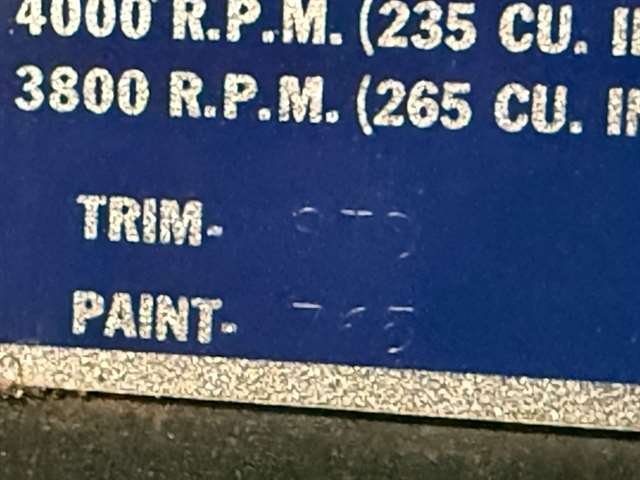 4000 R.P.M. (235 CU.
3800 R.P.M. (265 CU.
TRIM-
PAINT-